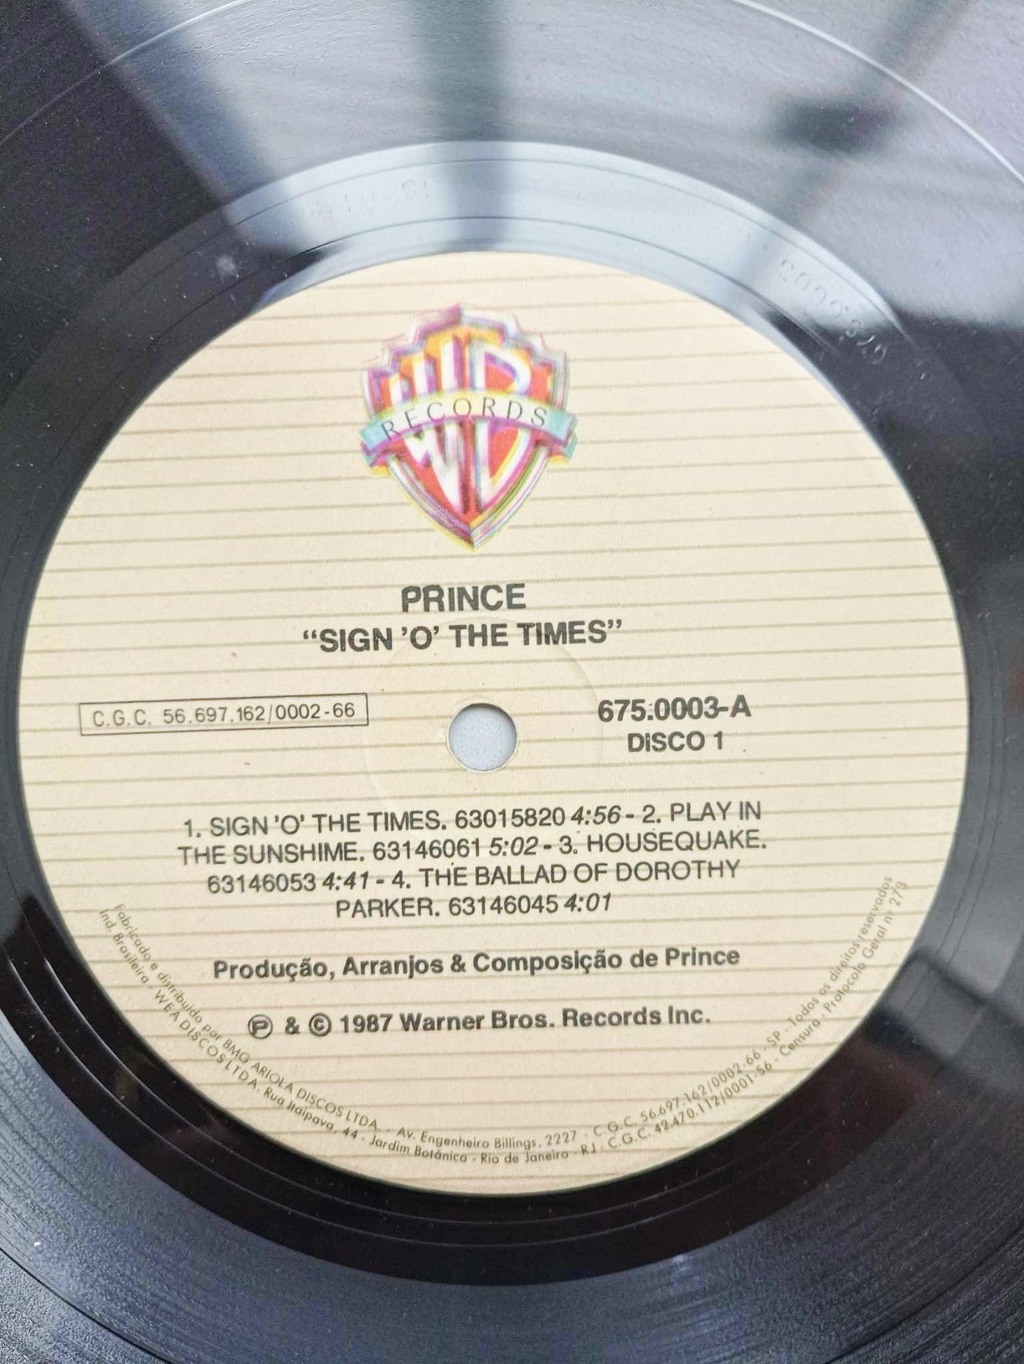 WB
RECORDS
PRINCE
“SIGN 'O' THE TIMES”
C.G.C. 56.697.162/0002-66
675.0003-A
DISCO 1
1. SIGN 'O' THE TIMES. 63015820 4:56 - 2. PLAY IN
THE SUNSHIME. 63146061 5:02 - 3. HOUSEQUAKE.
63146053 4:41 - 4. THE BALLAD OF DOROTHY
PARKER. 63146045 4:01
Produção, Arranjos & Composição de Prince
℗ & © 1987 Warner Bros. Records Inc.
Fabricado e distribuido por BMG ARIOLA DISCOS LTDA. - Av. Engenheiro Billings, 2227 - C.G.C. 56.697.162/0002-66 - SP - Todos os direitos reservados
Ind. Brasileira - WEA DISCOS LTDA. Rua Itaipava, 44 - Jardim Botânico - Rio de Janeiro - RJ - C.G.C. 42.470.112/0001-56 - Censura - Protocolo Geral nº 273